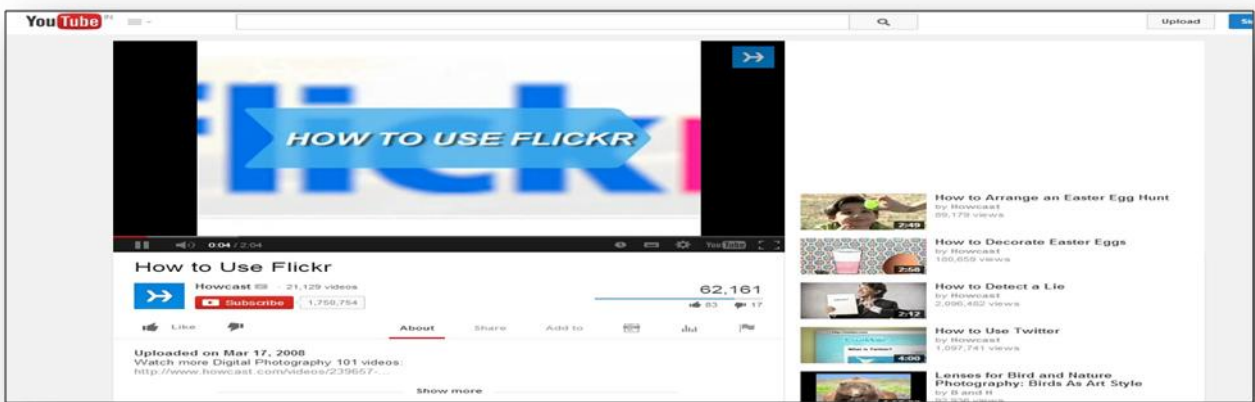 YouTube IN
Upload
flickr
HOW TO USE FLICKR
0:04 / 2:04
YouTube
How to Use Flickr
Howcast
21,129 videos
Subscribe
1,758,754
62,161
83
17
Like
About
Share
Add to
Uploaded on Mar 17, 2008
Watch more Digital Photography 101 videos:
http://www.howcast.com/videos/239657-...
Show more
How to Arrange an Easter Egg Hunt
by Howcast
89,179 views
2:49
How to Decorate Easter Eggs
by Howcast
180,659 views
2:56
How to Detect a Lie
by Howcast
2,096,482 views
2:12
How to Use Twitter
by Howcast
1,097,741 views
4:00
Lenses for Bird and Nature
Photography: Birds As Art Style
by B and H